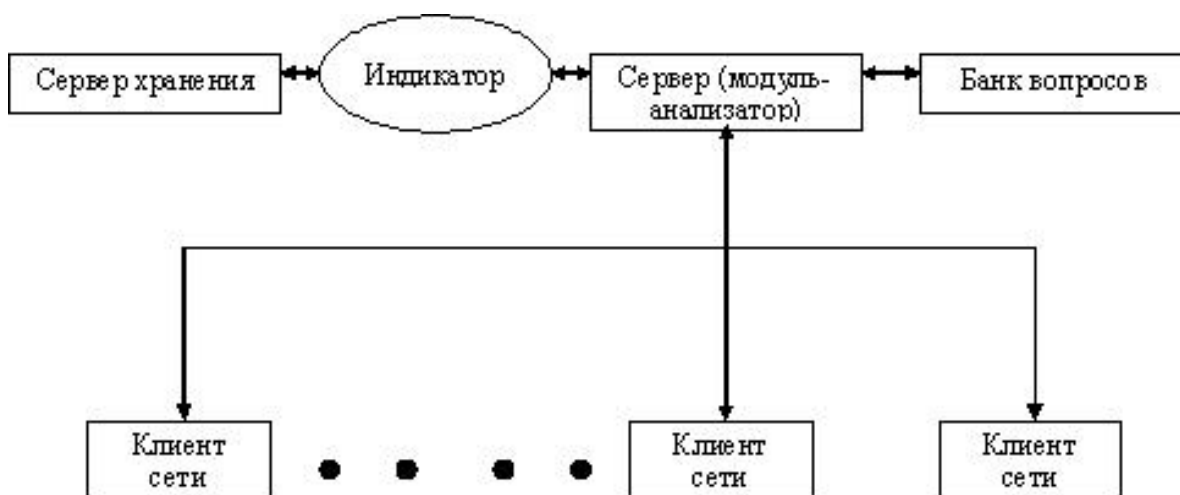 Сервер хранения
Индикатор
Сервер (модуль-
анализатор)
Банк вопросов
Клиент
сети
Клиент
сети
Клиент
сети